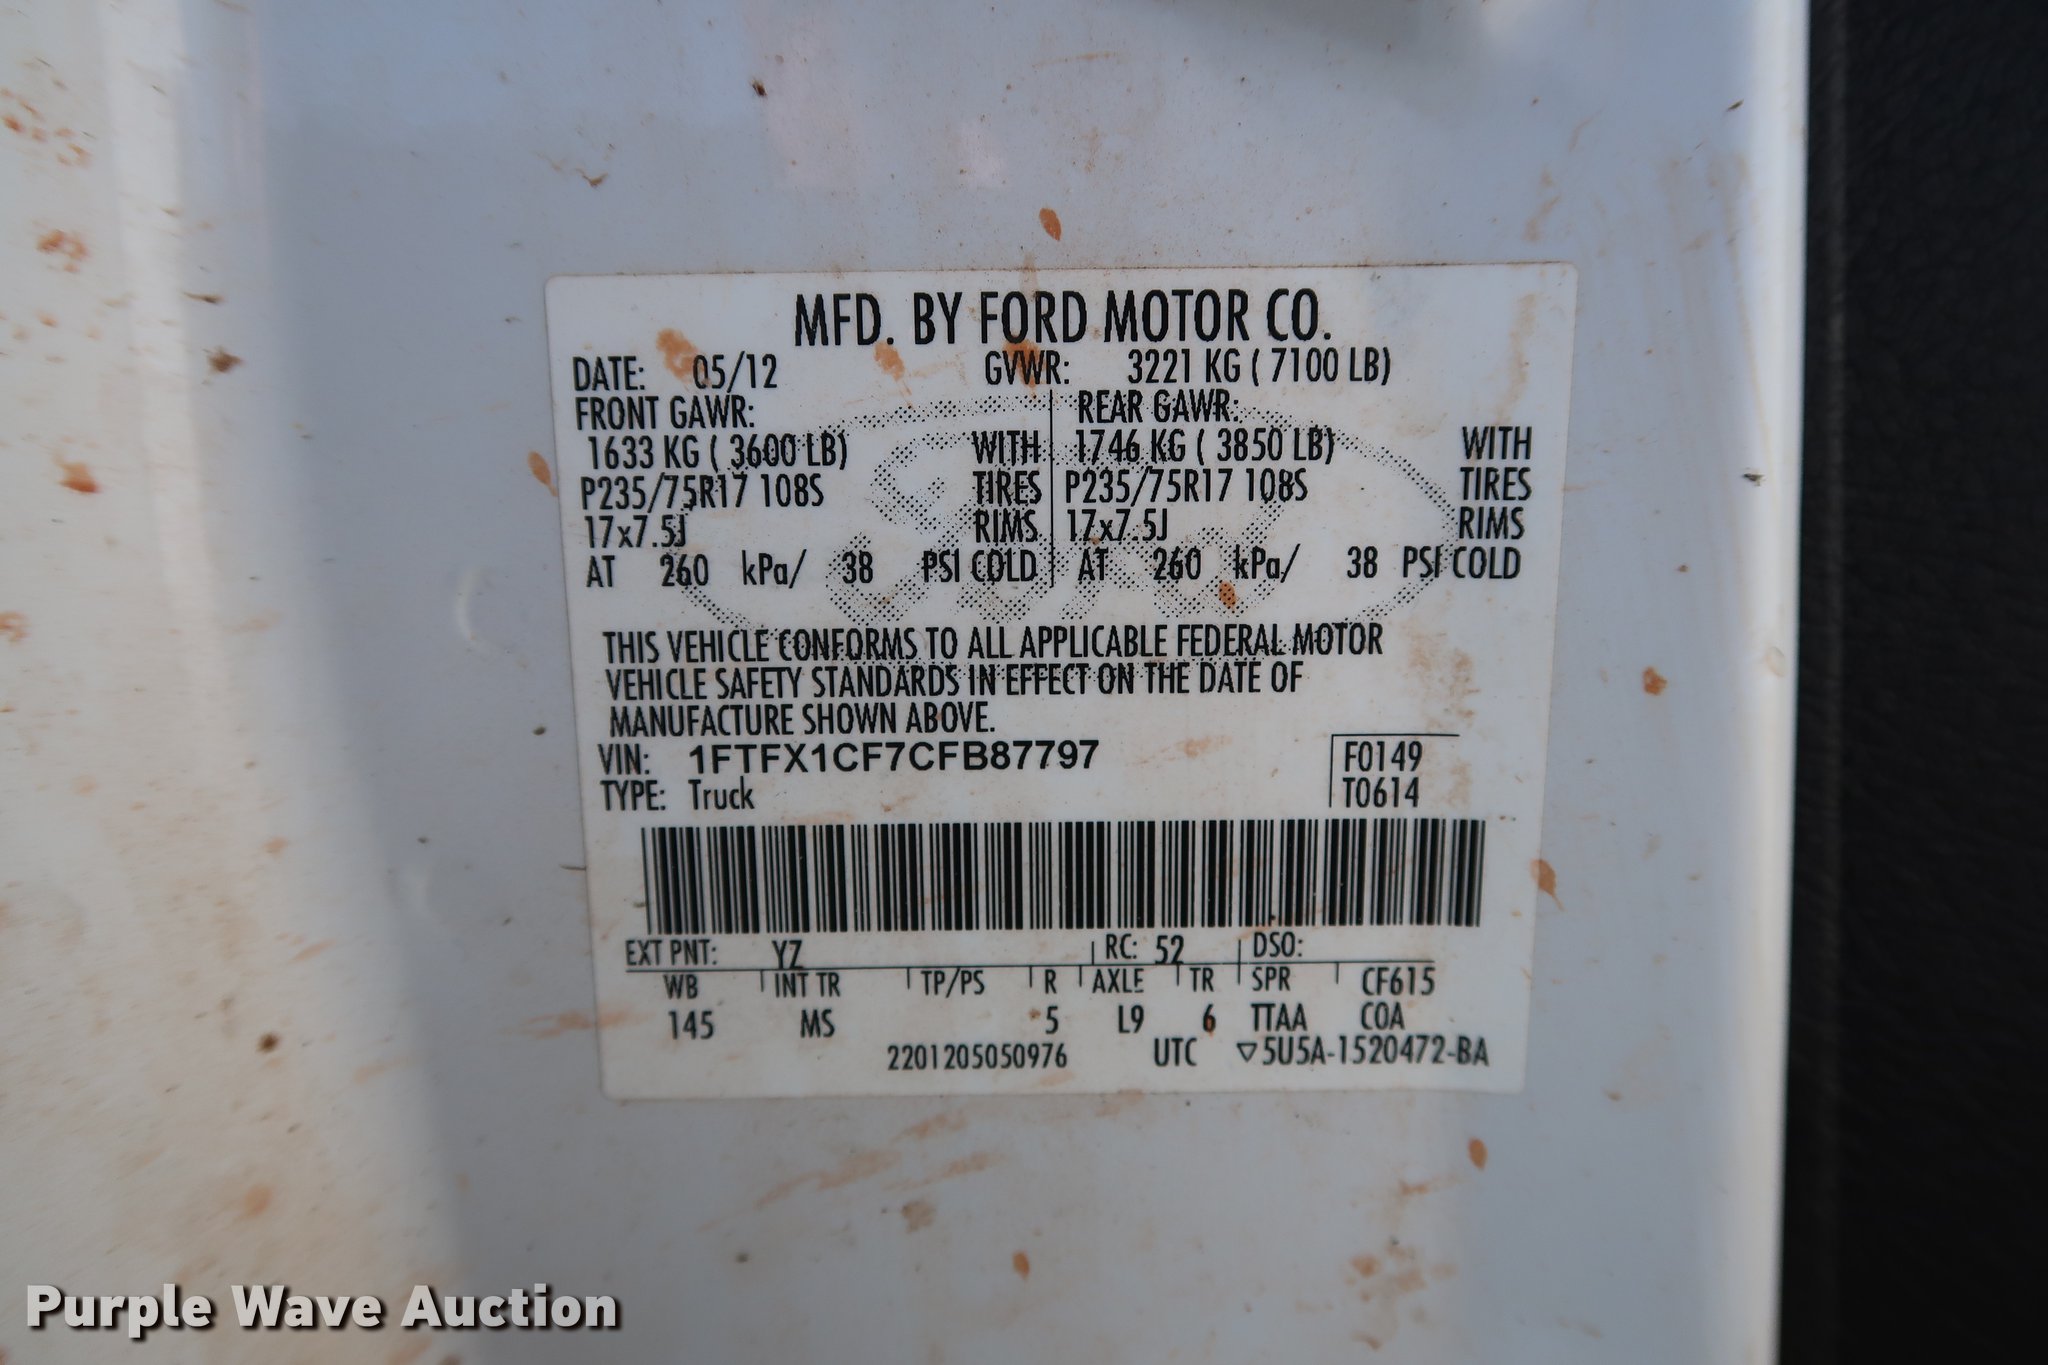 MFD. BY FORD MOTOR CO.
DATE: 05/12 GVWR: 3221 KG ( 7100 LB)
FRONT GAWR: REAR GAWR:
1633 KG ( 3600 LB) WITH 1746 KG ( 3850 LB) WITH
P235/75R17 108S TIRES P235/75R17 108S TIRES
17x7.5J RIMS 17x7.5J RIMS
AT 260 kPa/ 38 PSI COLD AT 260 kPa/ 38 PSI COLD
THIS VEHICLE CONFORMS TO ALL APPLICABLE FEDERAL MOTOR
VEHICLE SAFETY STANDARDS IN EFFECT ON THE DATE OF
MANUFACTURE SHOWN ABOVE.
VIN: 1FTFX1CF7CFB87797 F0149
TYPE: Truck T0614
EXT PNT: YZ RC: 52 DSO:
WB INT TR TP/PS R AXLE TR SPR CF615
145 MS 5 L9 6 TTAA COA
2201205050976 UTC ▽5U5A-1520472-BA
Purple Wave Auction